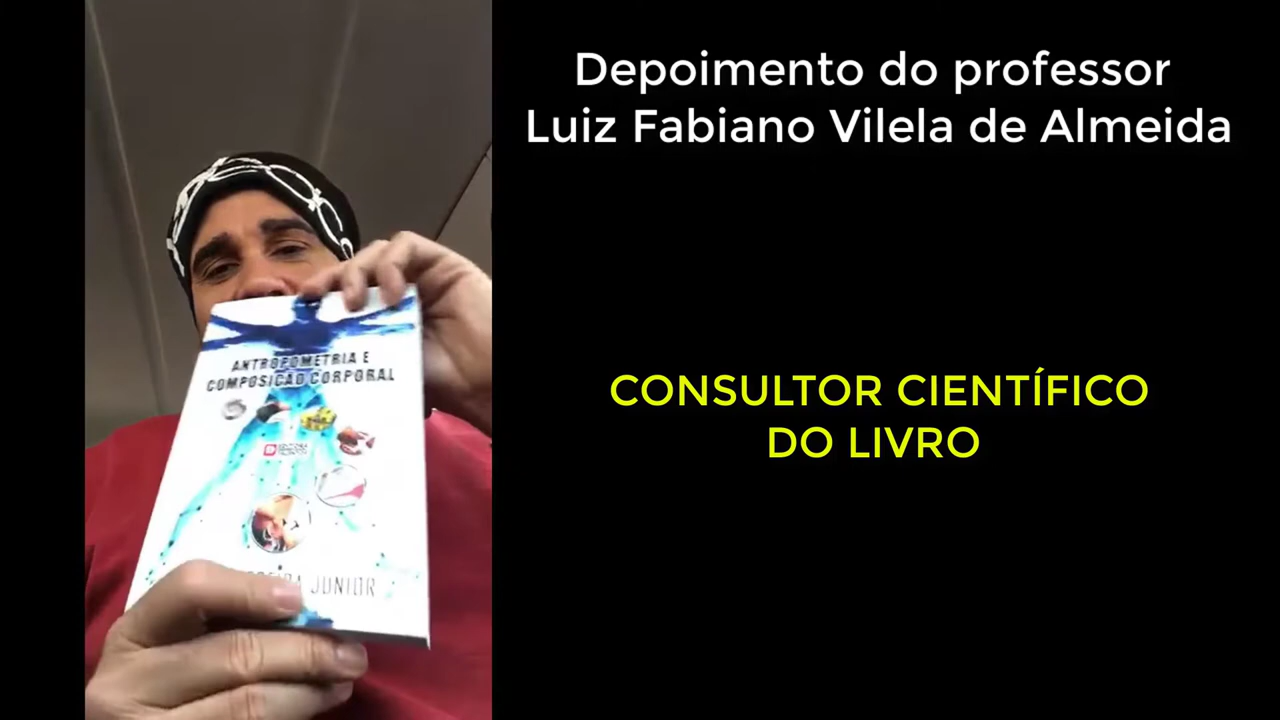 Depoimento do professor
Luiz Fabiano Vilela de Almeida
ANTROPOMETRIA E
COMPOSIÇÃO CORPORAL
CONSULTOR CIENTÍFICO
DO LIVRO
JUNIOR